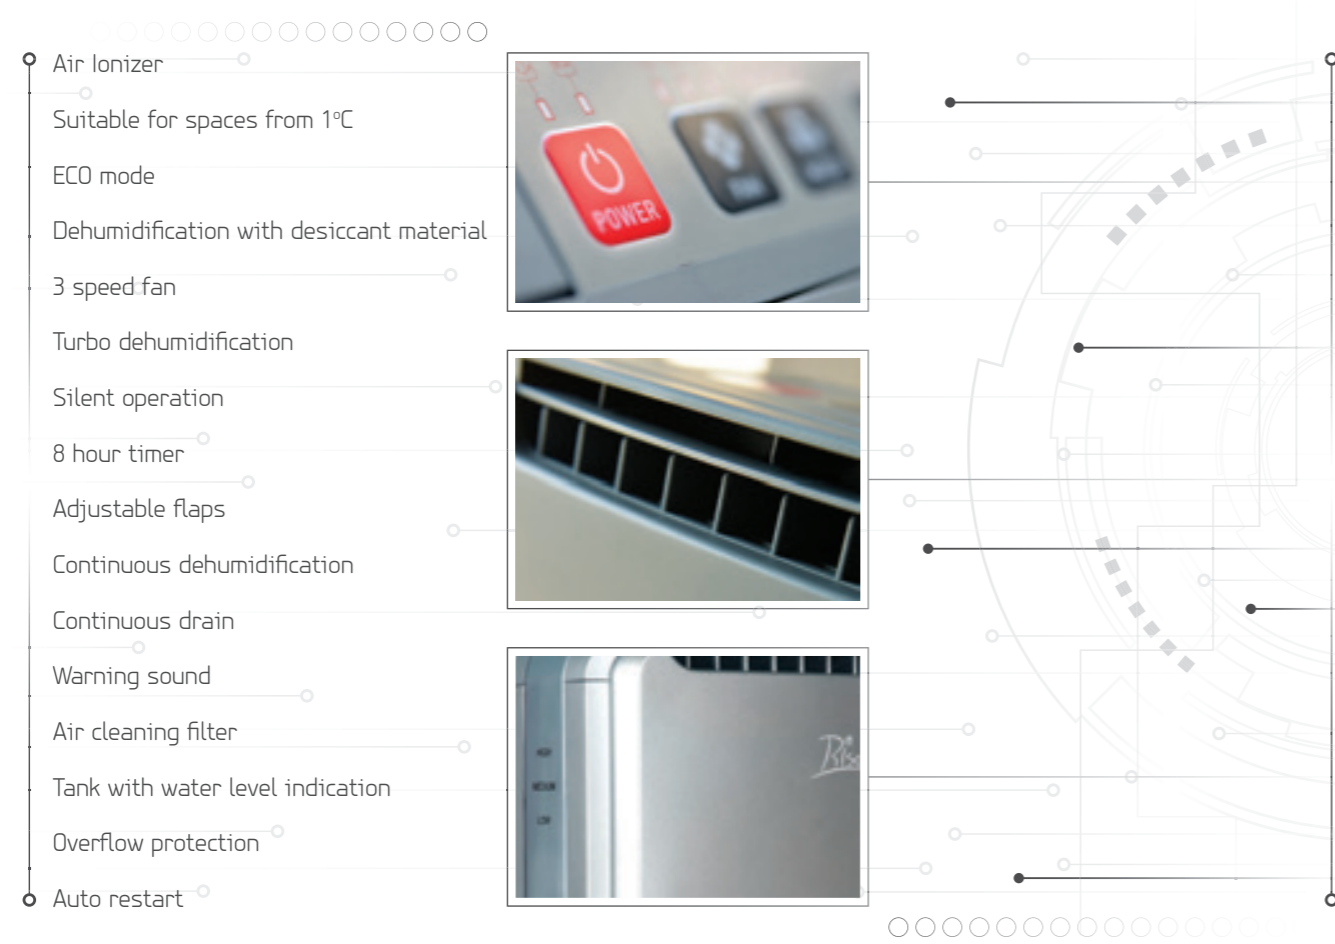 Air Ionizer
Suitable for spaces from 1ºC
ECO mode
Dehumidification with desiccant material
3 speed fan
Turbo dehumidification
Silent operation
8 hour timer
Adjustable flaps
Continuous dehumidification
Continuous drain
Warning sound
Air cleaning filter
Tank with water level indication
Overflow protection
Auto restart
POWER